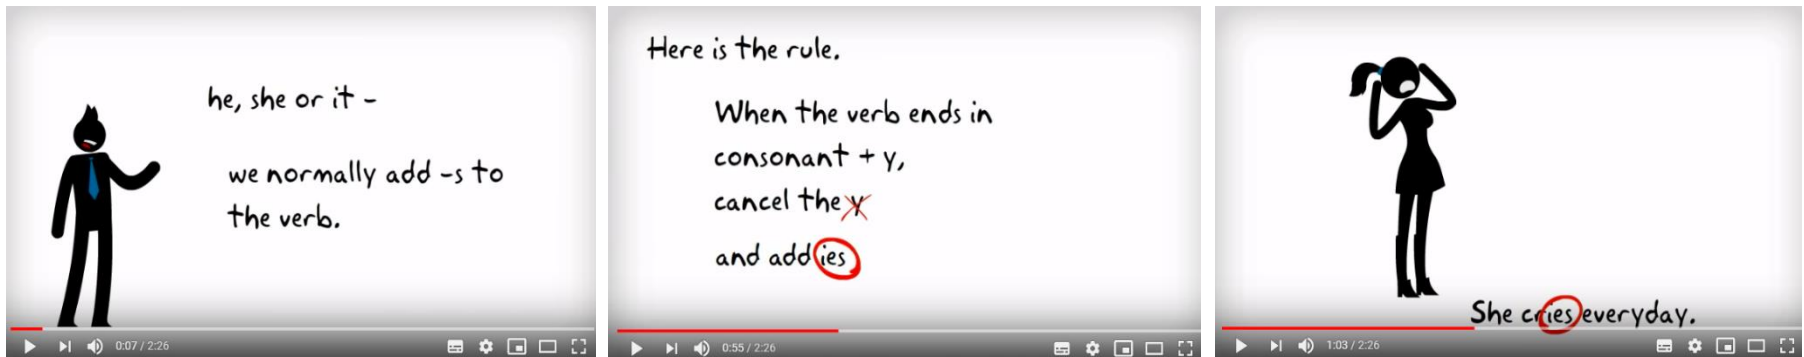 he, she or it -
we normally add -s to
the verb.
0:07 / 2:26
Here is the rule.
When the verb ends in
consonant + y,
cancel the y
and add ies
0:55 / 2:26
She cries everyday.
1:03 / 2:26